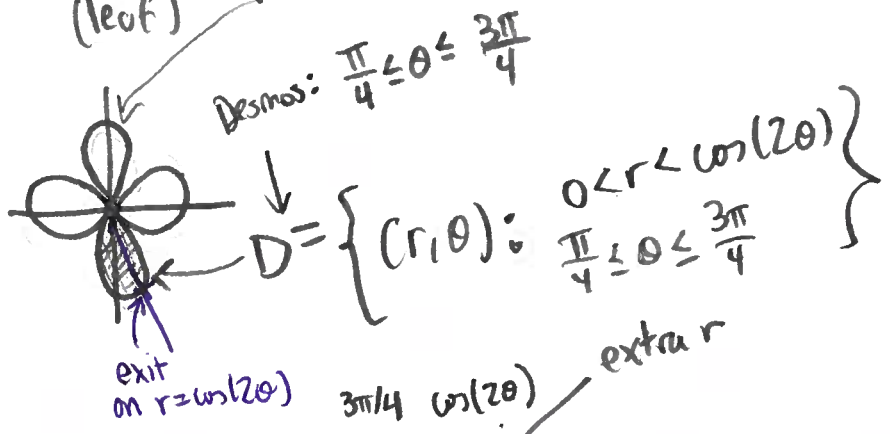 (leaf)
Desmos: π/4 ≤ θ ≤ 3π/4
D = { (r,θ): 0 < r < cos(2θ)
π/4 ≤ θ ≤ 3π/4 }
exit
on r=cos(2θ)
3π/4 cos(2θ)
extra r